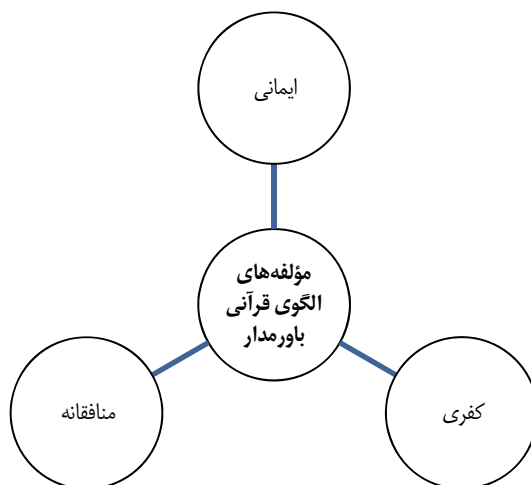 ایمانی
مؤلفه‌های
الگوی قرآنی
باورمدار
منافقانه
کفری